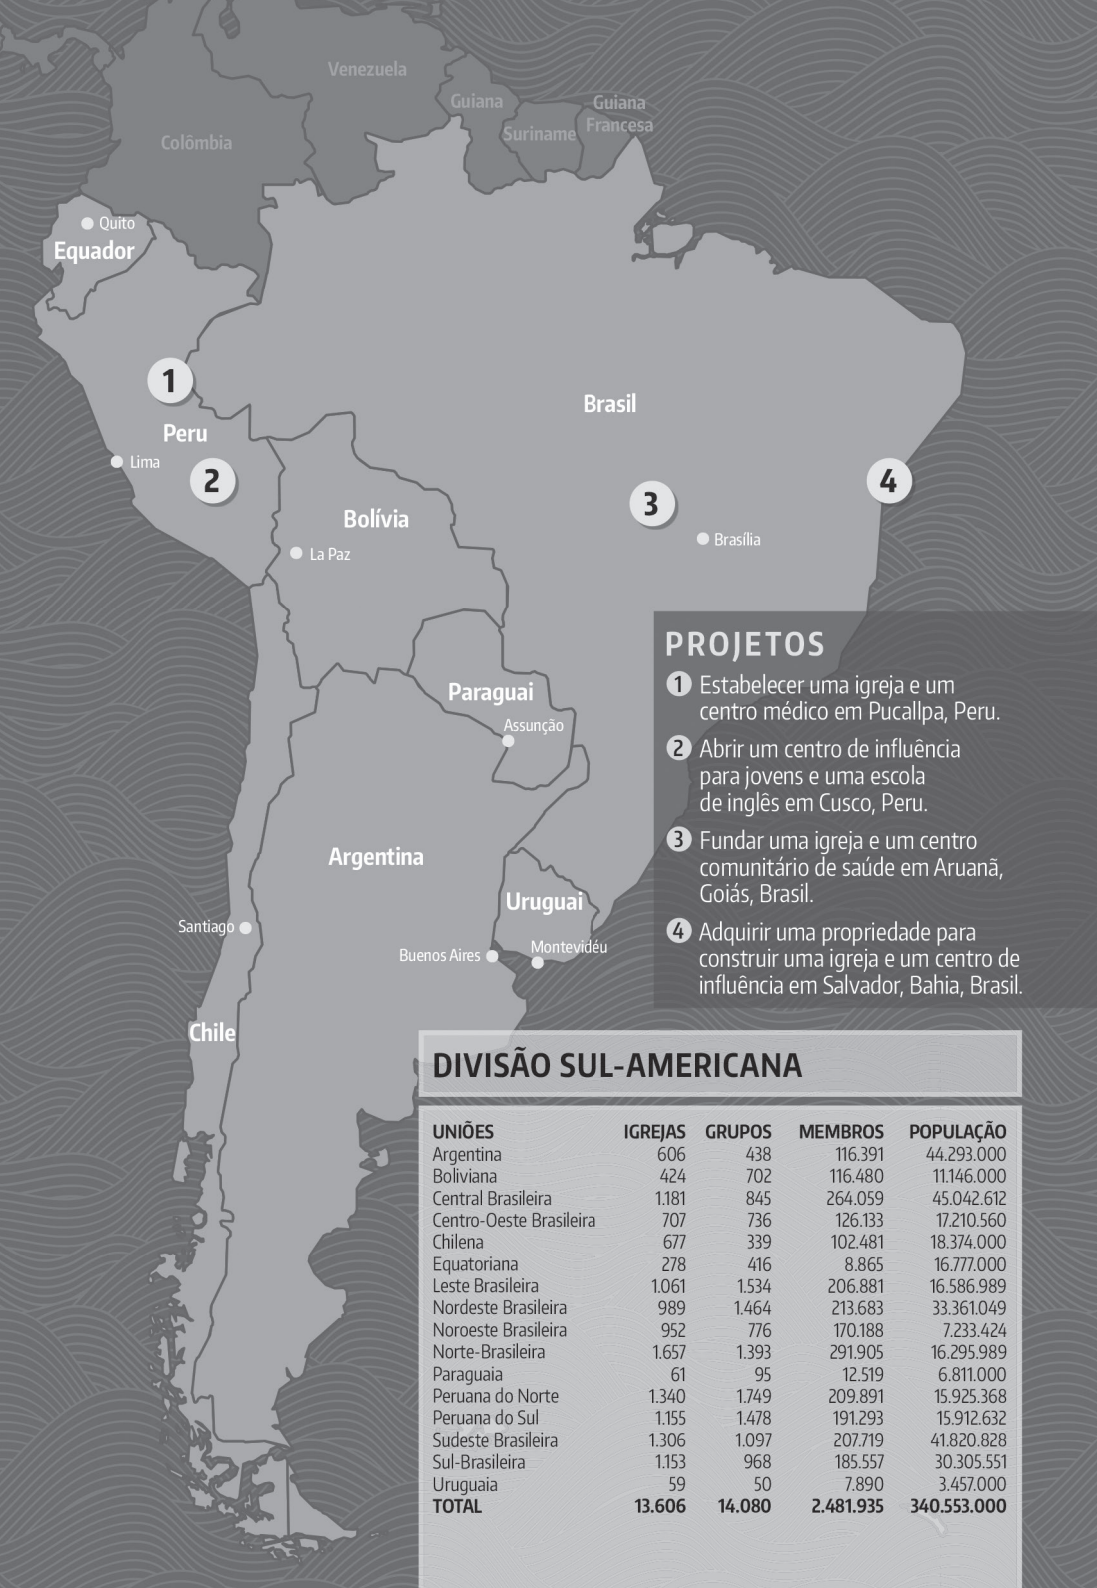 Venezuela
Guiana
Guiana
Francesa
Suriname
Colômbia
Quito
Equador
1
Brasil
Peru
Lima
2
3
4
Bolívia
La Paz
Brasília
PROJETOS
1 Estabelecer uma igreja e um
centro médico em Pucallpa, Peru.
2 Abrir um centro de influência
para jovens e uma escola
de inglês em Cusco, Peru.
3 Fundar uma igreja e um centro
comunitário de saúde em Aruanã,
Goiás, Brasil.
4 Adquirir uma propriedade para
construir uma igreja e um centro de
influência em Salvador, Bahia, Brasil.
Paraguai
Assunção
Argentina
Uruguai
Santiago
Buenos Aires
Montevidéu
Chile
DIVISÃO SUL-AMERICANA
UNIÕES IGREJAS GRUPOS MEMBROS POPULAÇÃO
Argentina 606 438 116.391 44.293.000
Boliviana 424 702 116.480 11.146.000
Central Brasileira 1.181 845 264.059 45.042.612
Centro-Oeste Brasileira 707 736 126.133 17.210.560
Chilena 677 339 102.481 18.374.000
Equatoriana 278 416 8.865 16.777.000
Leste Brasileira 1.061 1.534 206.881 16.586.989
Nordeste Brasileira 989 1.464 213.683 33.361.049
Noroeste Brasileira 952 776 170.188 7.233.424
Norte-Brasileira 1.657 1.393 291.905 16.295.989
Paraguaia 61 95 12.519 6.811.000
Peruana do Norte 1.340 1.749 209.891 15.925.368
Peruana do Sul 1.155 1.478 191.293 15.912.632
Sudeste Brasileira 1.306 1.097 207.719 41.820.828
Sul-Brasileira 1.153 968 185.557 30.305.551
Uruguaia 59 50 7.890 3.457.000
TOTAL 13.606 14.080 2.481.935 340.553.000